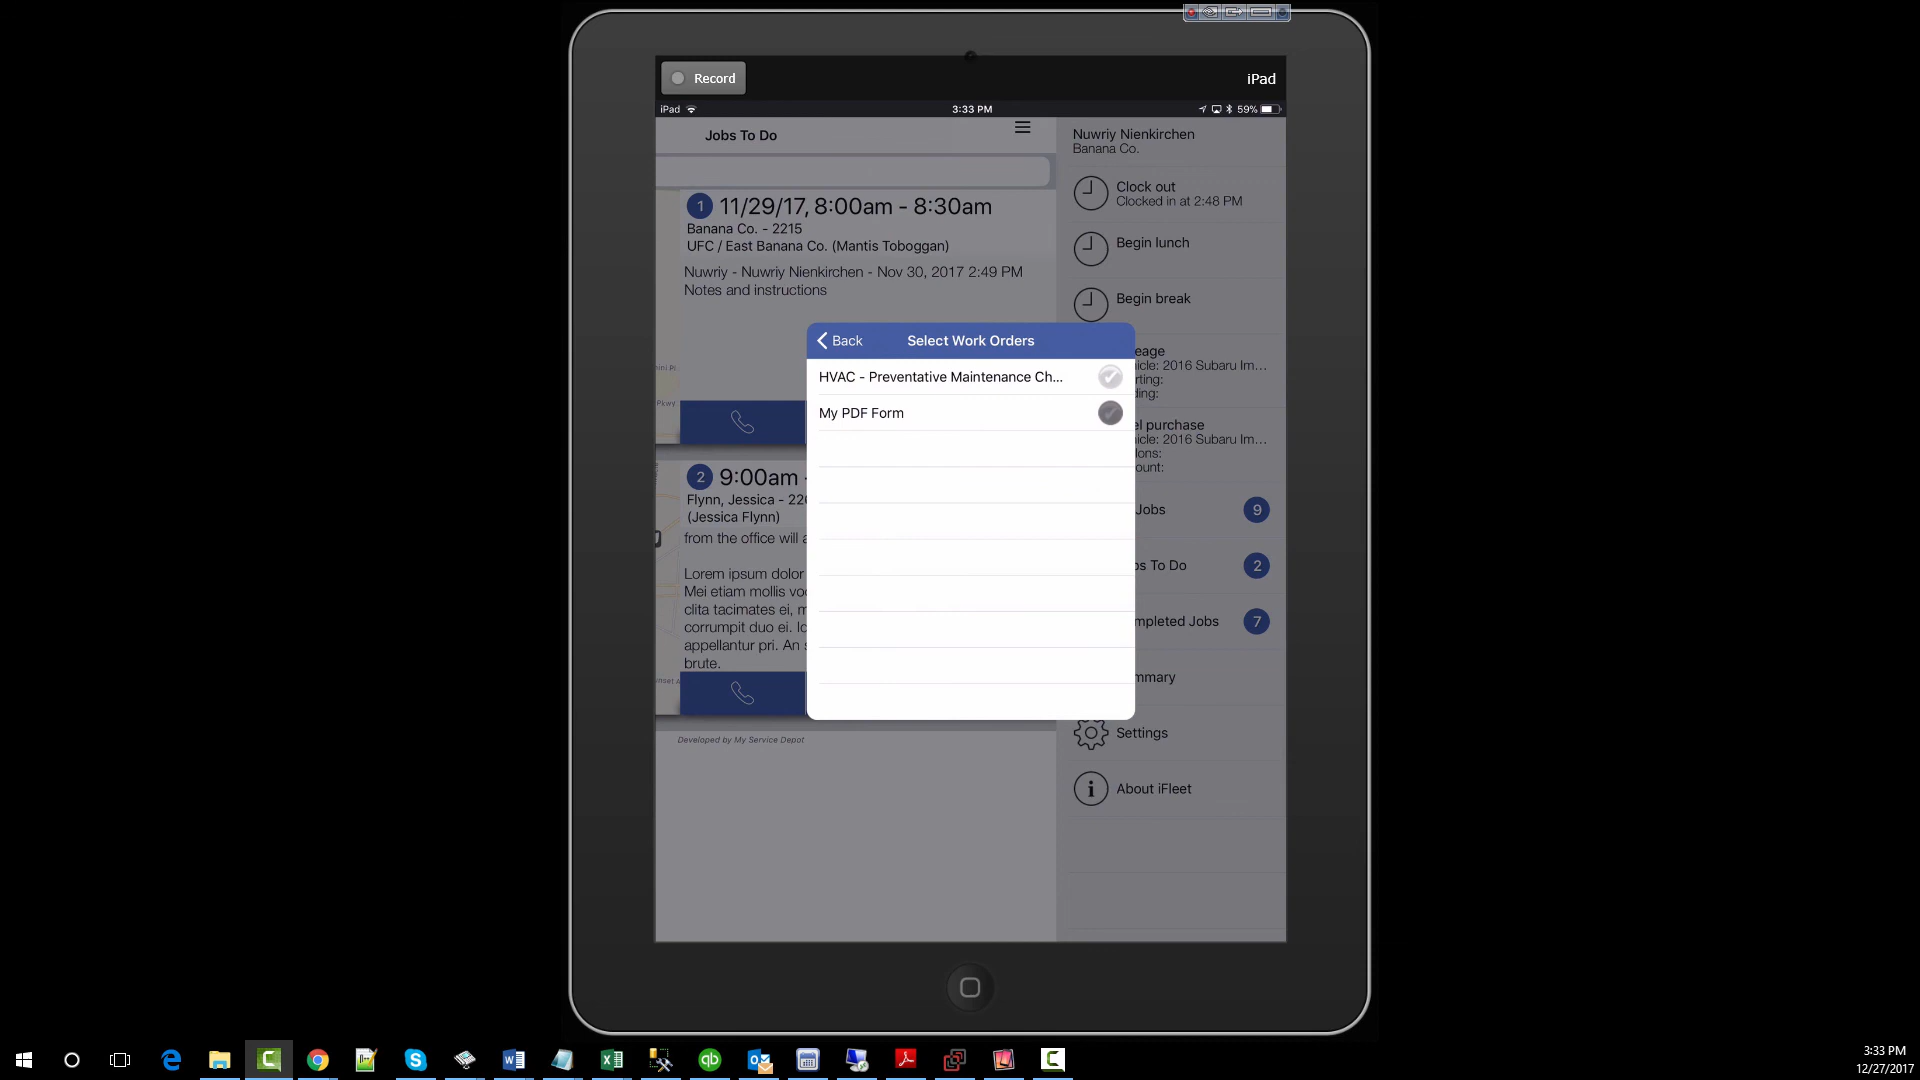 Record
iPad
iPad
3:33 PM
59%
Jobs To Do
1 11/29/17, 8:00am - 8:30am
Banana Co. - 2215
UFC / East Banana Co. (Mantis Toboggan)
Nuwriy - Nuwriy Nienkirchen - Nov 30, 2017 2:49 PM
Notes and instructions
Pkwy
2 9:00am -
Flynn, Jessica - 220
(Jessica Flynn)
from the office will a
Lorem ipsum dolor
Mei etiam mollis voc
clita tacimates ei, m
corrumpit duo ei. Id
appellantur pri. An s
brute.
Developed by My Service Depot
Back
Select Work Orders
HVAC - Preventative Maintenance Ch...
My PDF Form
Nuwriy Nienkirchen
Banana Co.
Clock out
Clocked in at 2:48 PM
Begin lunch
Begin break
eage
icle: 2016 Subaru Im...
rting:
ding:
el purchase
icle: 2016 Subaru Im...
lons:
ount:
Jobs 9
bs To Do 2
mpleted Jobs 7
mmary
Settings
About iFleet
3:33 PM
12/27/2017